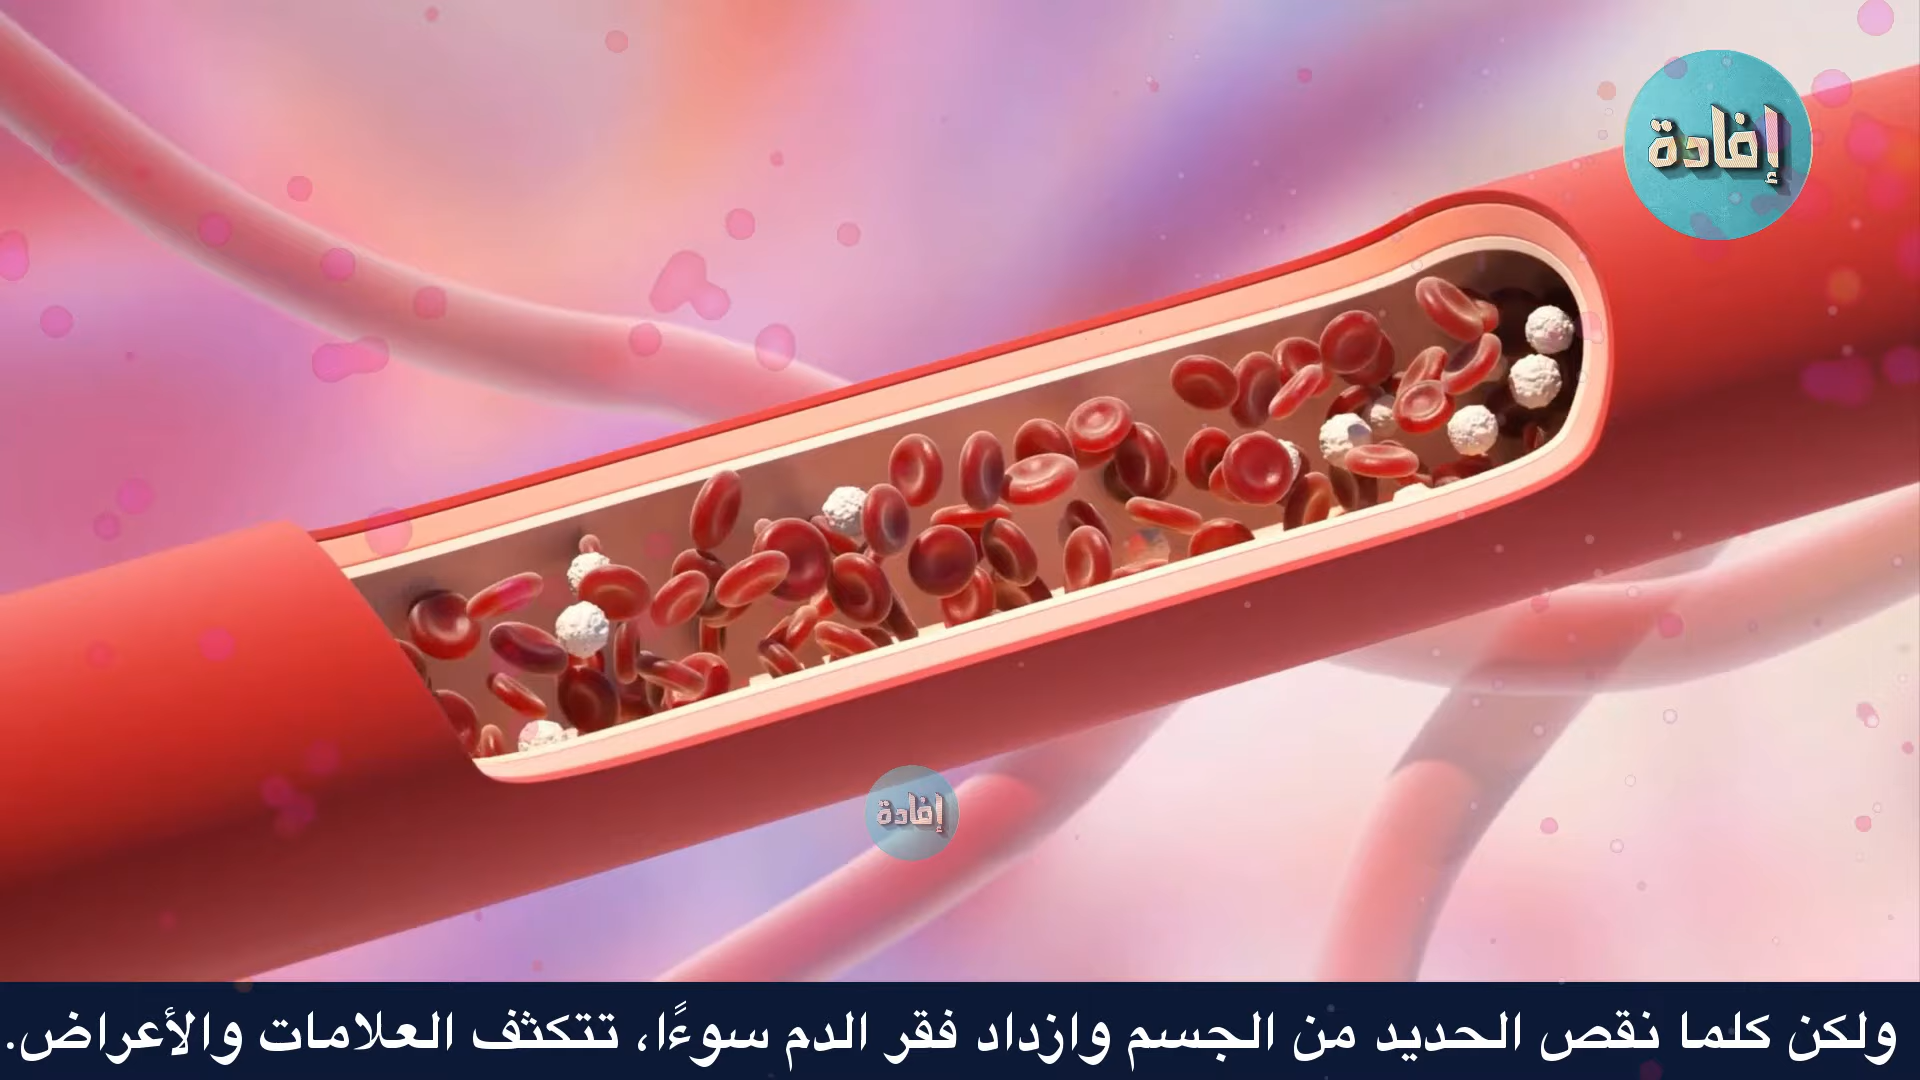 إفادة
إفادة
ولكن كلما نقص الحديد من الجسم وازداد فقر الدم سوءًا، تتكثف العلامات والأعراض.